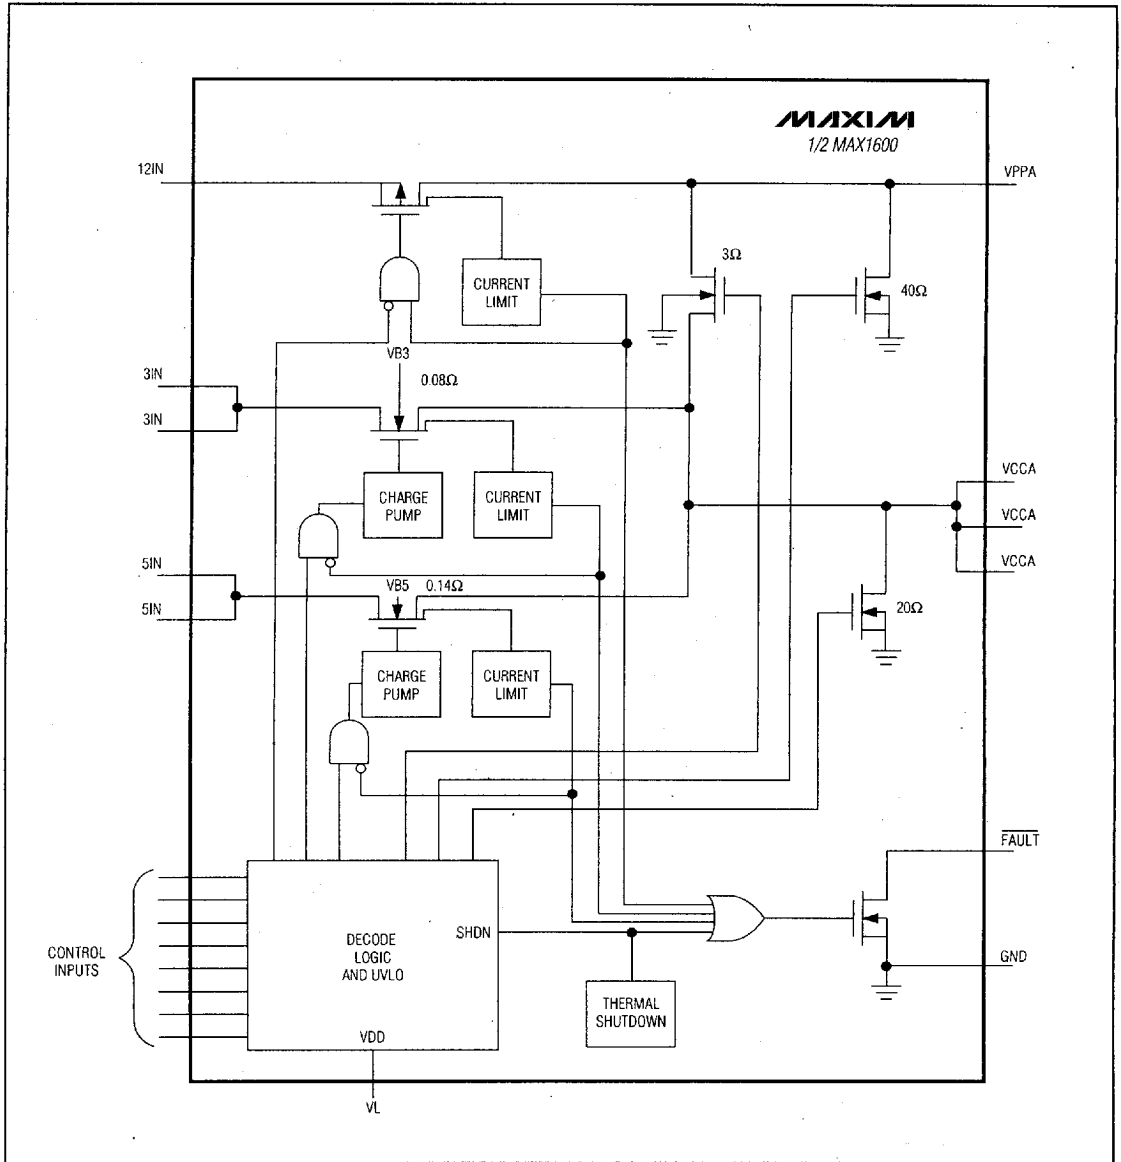 MAXIM
1/2 MAX1600
12IN
VPPA
3Ω
CURRENT
LIMIT
40Ω
VB3
3IN
0.08Ω
3IN
VCCA
CHARGE
PUMP
CURRENT
LIMIT
VCCA
5IN
VCCA
VB5
0.14Ω
5IN
20Ω
CHARGE
PUMP
CURRENT
LIMIT
FAULT
CONTROL
INPUTS
DECODE
LOGIC
AND UVLO
SHDN
GND
THERMAL
SHUTDOWN
VDD
VL